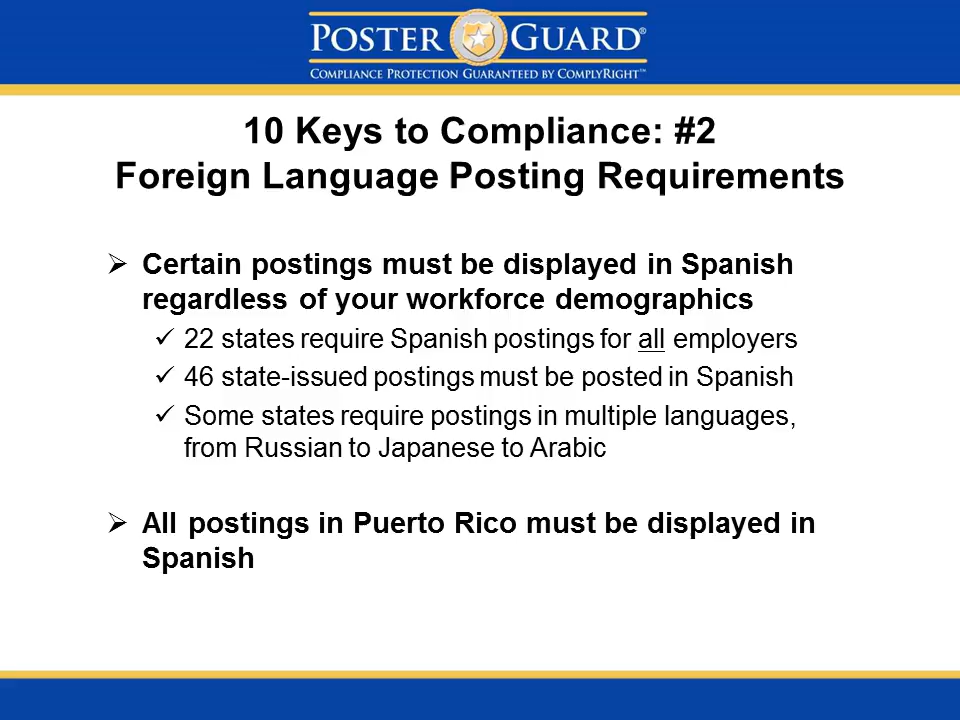 POSTER GUARD®
COMPLIANCE PROTECTION GUARANTEED BY COMPLYRIGHT™
10 Keys to Compliance: #2
Foreign Language Posting Requirements
Certain postings must be displayed in Spanish
regardless of your workforce demographics
22 states require Spanish postings for all employers
46 state-issued postings must be posted in Spanish
Some states require postings in multiple languages,
from Russian to Japanese to Arabic
All postings in Puerto Rico must be displayed in
Spanish